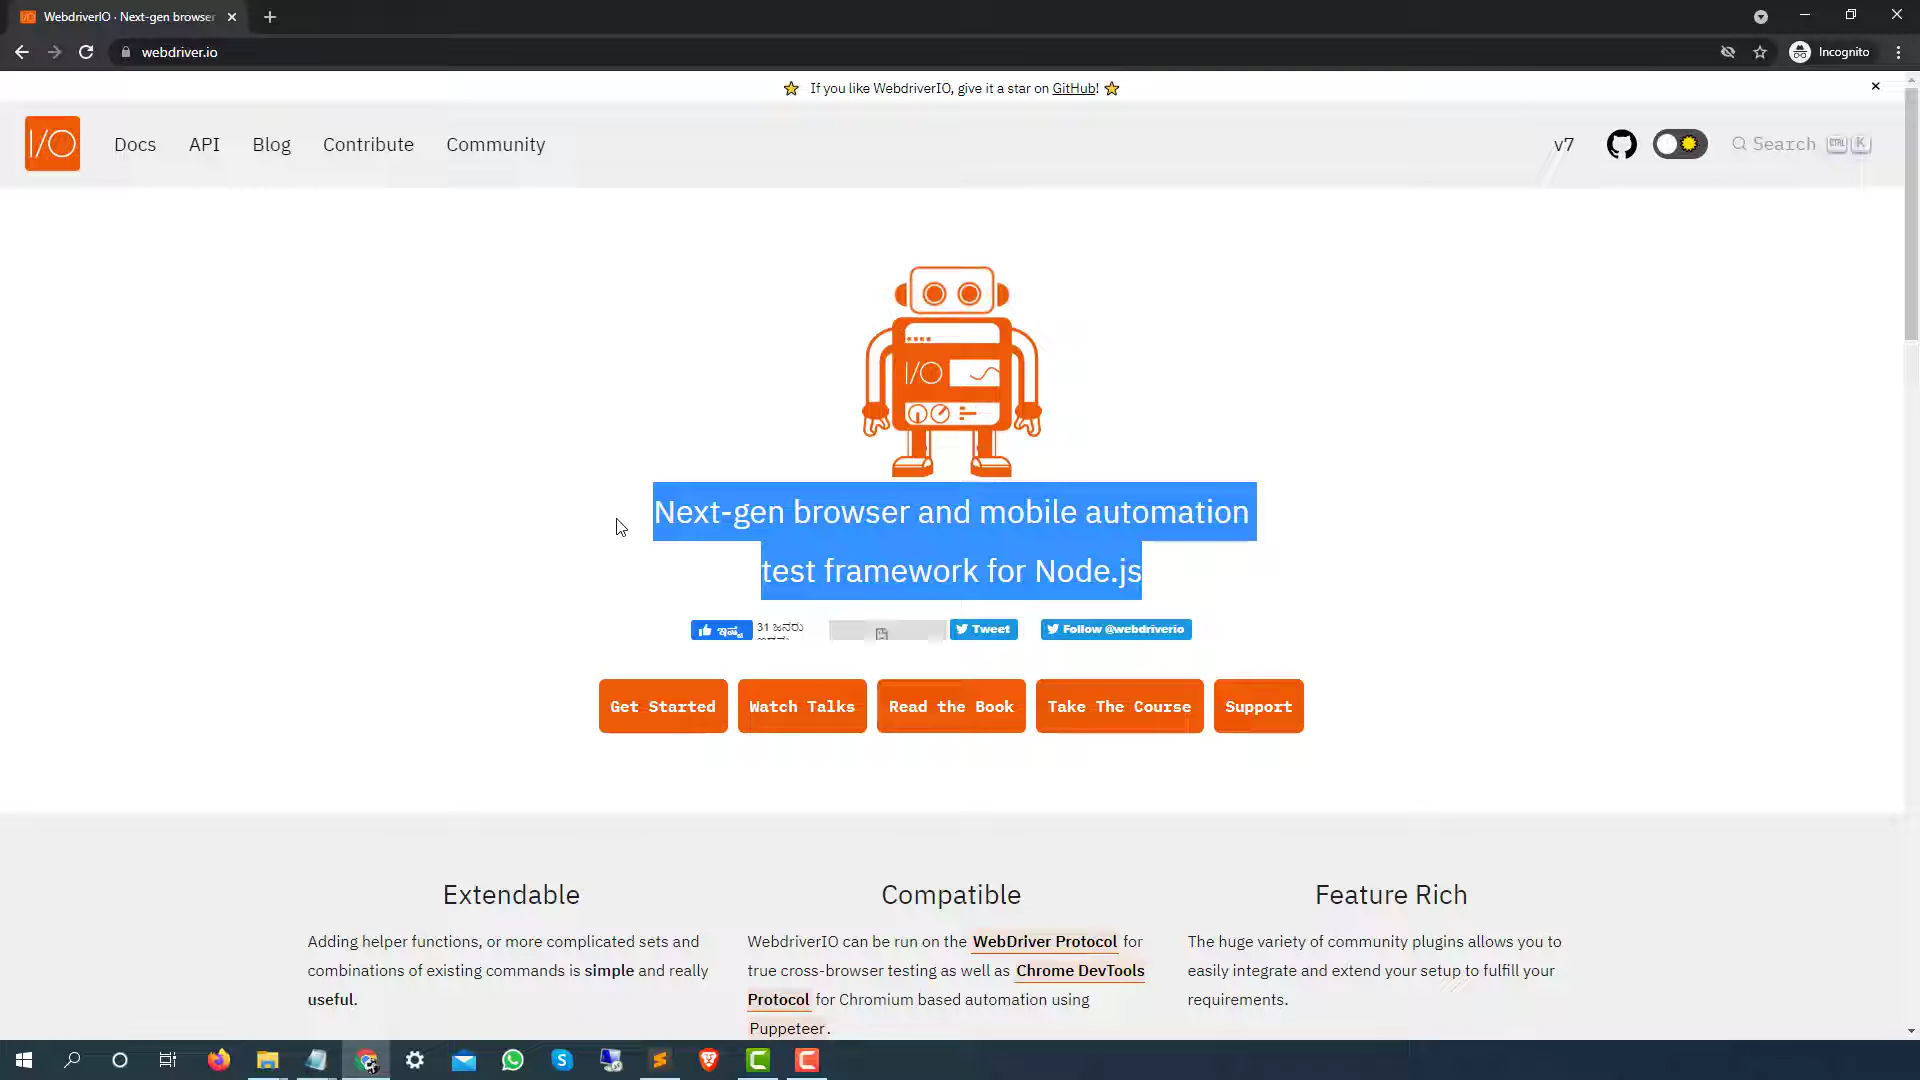 WebdriverIO · Next-gen browser
webdriver.io
Incognito
If you like WebdriverIO, give it a star on GitHub!
I/O
Docs API Blog Contribute Community
v7
Search CTRL K
I/O
Next-gen browser and mobile automation
test framework for Node.js
31 ಜನರು
Tweet
Follow @webdriverio
Get Started
Watch Talks
Read the Book
Take The Course
Support
Extendable
Adding helper functions, or more complicated sets and
combinations of existing commands is simple and really
useful.
Compatible
WebdriverIO can be run on the WebDriver Protocol for
true cross-browser testing as well as Chrome DevTools
Protocol for Chromium based automation using
Puppeteer.
Feature Rich
The huge variety of community plugins allows you to
easily integrate and extend your setup to fulfill your
requirements.